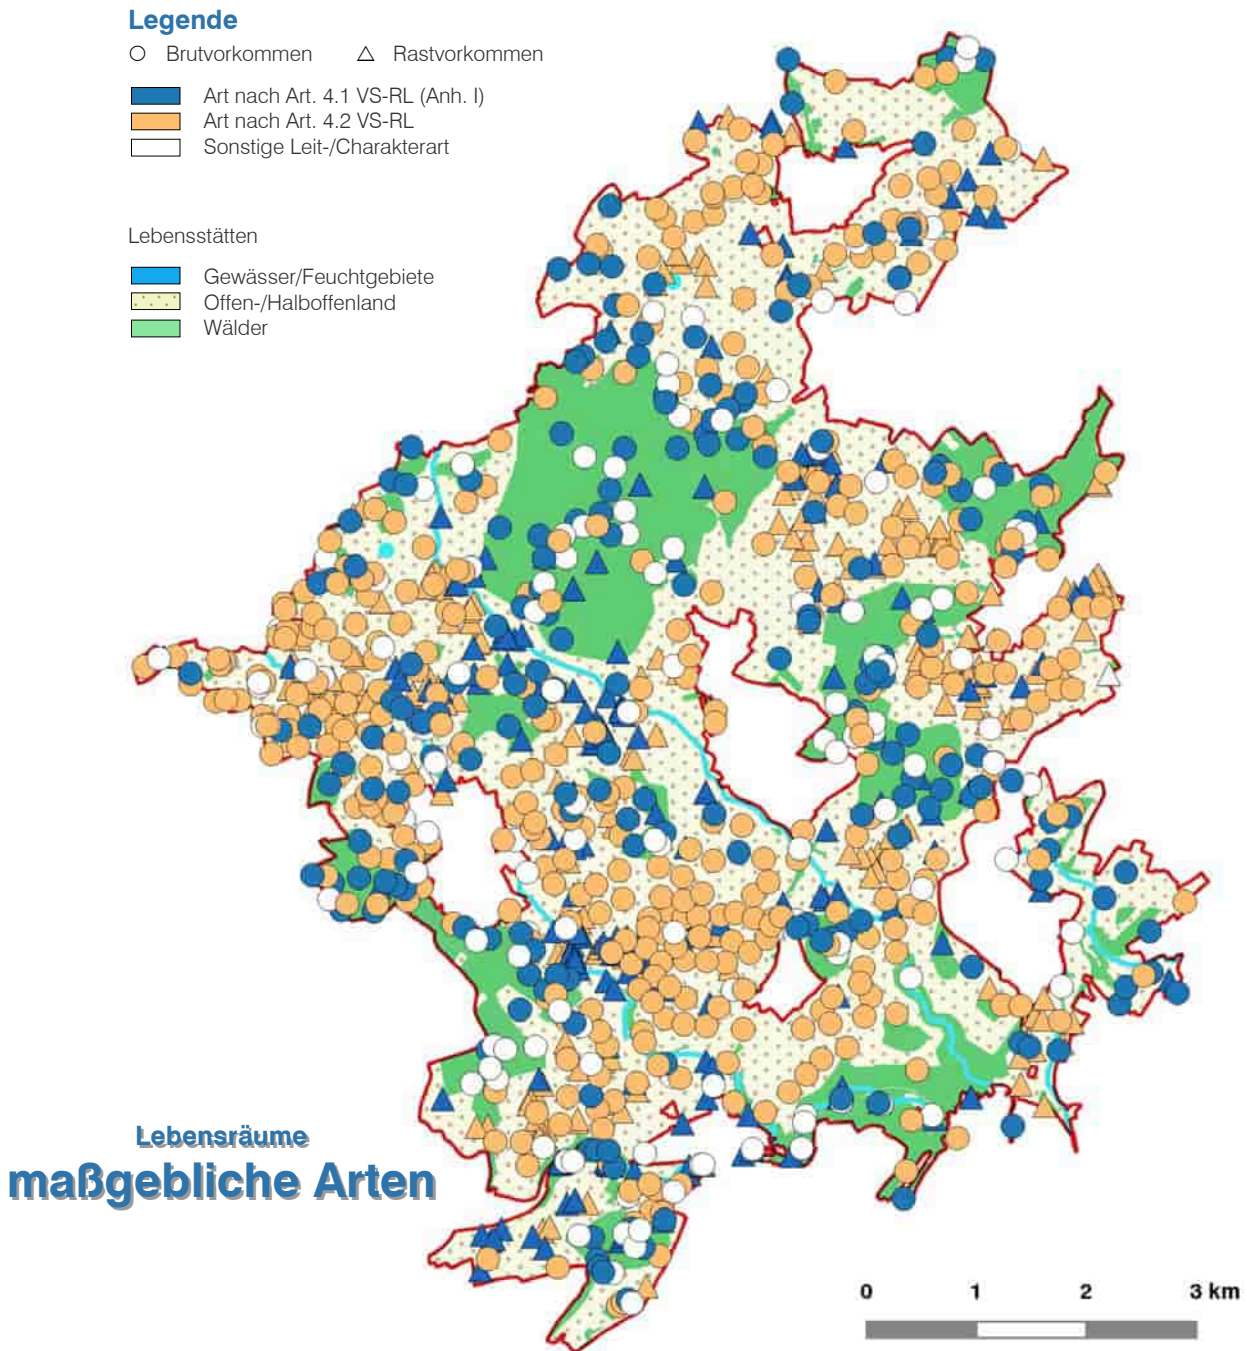 Legende
Brutvorkommen Rastvorkommen
Art nach Art. 4.1 VS-RL (Anh. I)
Art nach Art. 4.2 VS-RL
Sonstige Leit-/Charakterart
Lebensstätten
Gewässer/Feuchtgebiete
Offen-/Halboffenland
Wälder
Lebensräume
maßgebliche Arten
0 1 2 3 km